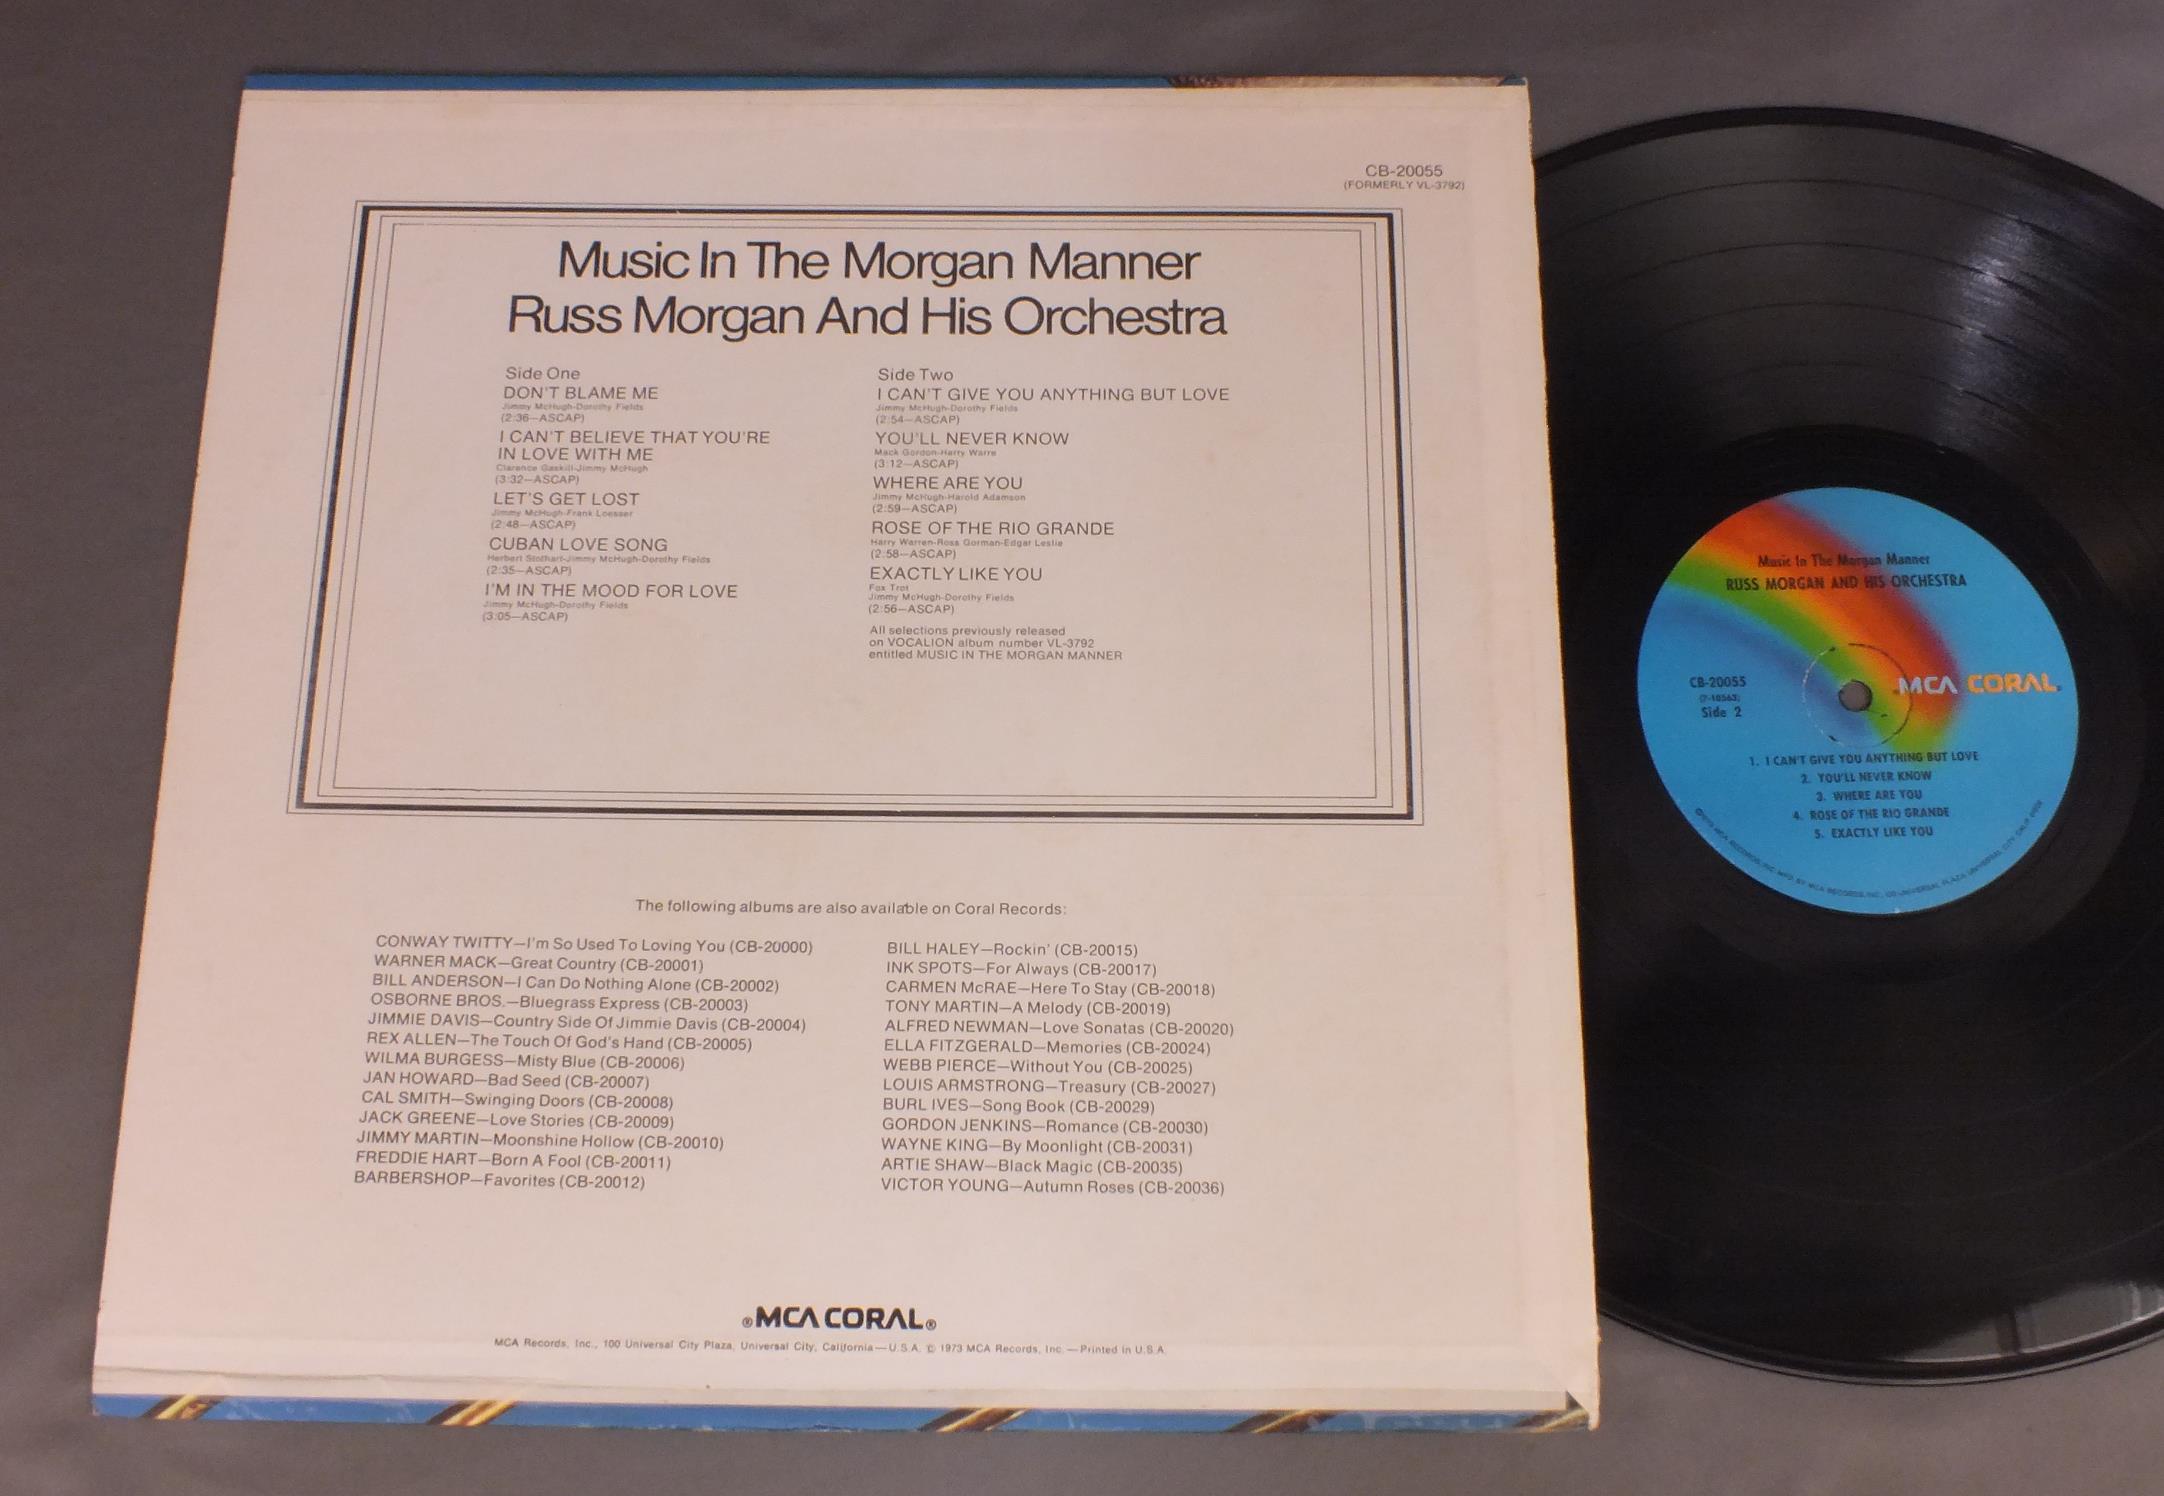 CB-20055
(FORMERLY VL-3792)
Music In The Morgan Manner
Russ Morgan And His Orchestra
Side One
DON'T BLAME ME
Jimmy McHugh-Dorothy Fields
(2:36—ASCAP)
I CAN'T BELIEVE THAT YOU'RE
IN LOVE WITH ME
Clarence Gaskill-Jimmy McHugh
(3:32—ASCAP)
LET'S GET LOST
Jimmy McHugh-Frank Loesser
(2:48—ASCAP)
CUBAN LOVE SONG
Herbert Stothart-Jimmy McHugh-Dorothy Fields
(2:35—ASCAP)
I'M IN THE MOOD FOR LOVE
Jimmy McHugh-Dorothy Fields
(3:05—ASCAP)
Side Two
I CAN'T GIVE YOU ANYTHING BUT LOVE
Jimmy McHugh-Dorothy Fields
(2:54—ASCAP)
YOU'LL NEVER KNOW
Mack Gordon-Harry Warre
(3:12—ASCAP)
WHERE ARE YOU
Jimmy McHugh-Harold Adamson
(2:59—ASCAP)
ROSE OF THE RIO GRANDE
Harry Warren-Ross Gorman-Edgar Leslie
(2:58—ASCAP)
EXACTLY LIKE YOU
Fox Trot
Jimmy McHugh-Dorothy Fields
(2:56—ASCAP)
All selections previously released
on VOCALION album number VL-3792
entitled MUSIC IN THE MORGAN MANNER
The following albums are also available on Coral Records:
CONWAY TWITTY—I'm So Used To Loving You (CB-20000)
WARNER MACK—Great Country (CB-20001)
BILL ANDERSON—I Can Do Nothing Alone (CB-20002)
OSBORNE BROS.—Bluegrass Express (CB-20003)
JIMMIE DAVIS—Country Side Of Jimmie Davis (CB-20004)
REX ALLEN—The Touch Of God's Hand (CB-20005)
WILMA BURGESS—Misty Blue (CB-20006)
JAN HOWARD—Bad Seed (CB-20007)
CAL SMITH—Swinging Doors (CB-20008)
JACK GREENE—Love Stories (CB-20009)
JIMMY MARTIN—Moonshine Hollow (CB-20010)
FREDDIE HART—Born A Fool (CB-20011)
BARBERSHOP—Favorites (CB-20012)
BILL HALEY—Rockin' (CB-20015)
INK SPOTS—For Always (CB-20017)
CARMEN McRAE—Here To Stay (CB-20018)
TONY MARTIN—A Melody (CB-20019)
ALFRED NEWMAN—Love Sonatas (CB-20020)
ELLA FITZGERALD—Memories (CB-20024)
WEBB PIERCE—Without You (CB-20025)
LOUIS ARMSTRONG—Treasury (CB-20027)
BURL IVES—Song Book (CB-20029)
GORDON JENKINS—Romance (CB-20030)
WAYNE KING—By Moonlight (CB-20031)
ARTIE SHAW—Black Magic (CB-20035)
VICTOR YOUNG—Autumn Roses (CB-20036)
®MCA CORAL®
MCA Records, Inc., 100 Universal City Plaza, Universal City, California—U.S.A. © 1973 MCA Records, Inc.—Printed in U.S.A.
Music In The Morgan Manner
RUSS MORGAN AND HIS ORCHESTRA
CB-20055
(7-10563)
Side 2
MCA CORAL
1. I CAN'T GIVE YOU ANYTHING BUT LOVE
2. YOU'LL NEVER KNOW
3. WHERE ARE YOU
4. ROSE OF THE RIO GRANDE
5. EXACTLY LIKE YOU
MCA RECORDS, INC. MFD. BY MCA RECORDS, INC., 100 UNIVERSAL PLAZA UNIVERSAL CITY, CALIF.